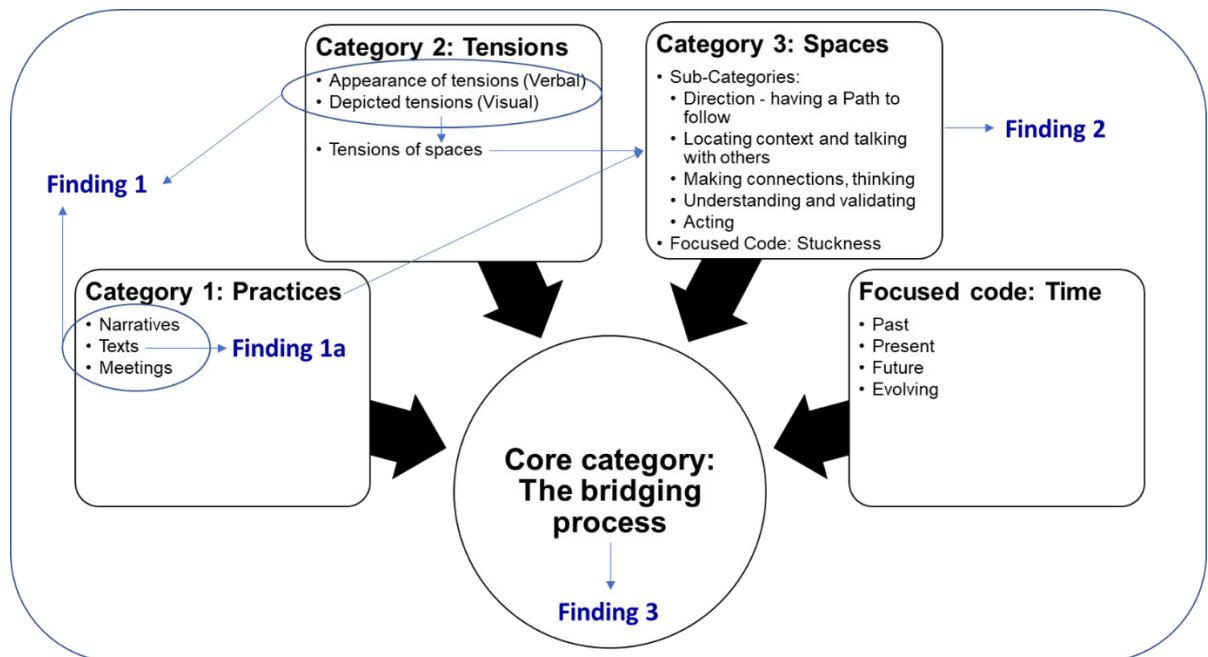 Category 2: Tensions
• Appearance of tensions (Verbal)
• Depicted tensions (Visual)
• Tensions of spaces
Category 3: Spaces
• Sub-Categories:
• Direction - having a Path to
follow
• Locating context and talking
with others
• Making connections, thinking
• Understanding and validating
• Acting
• Focused Code: Stuckness
Finding 2
Finding 1
Category 1: Practices
• Narratives
• Texts
• Meetings
Finding 1a
Focused code: Time
• Past
• Present
• Future
• Evolving
Core category:
The bridging
process
Finding 3